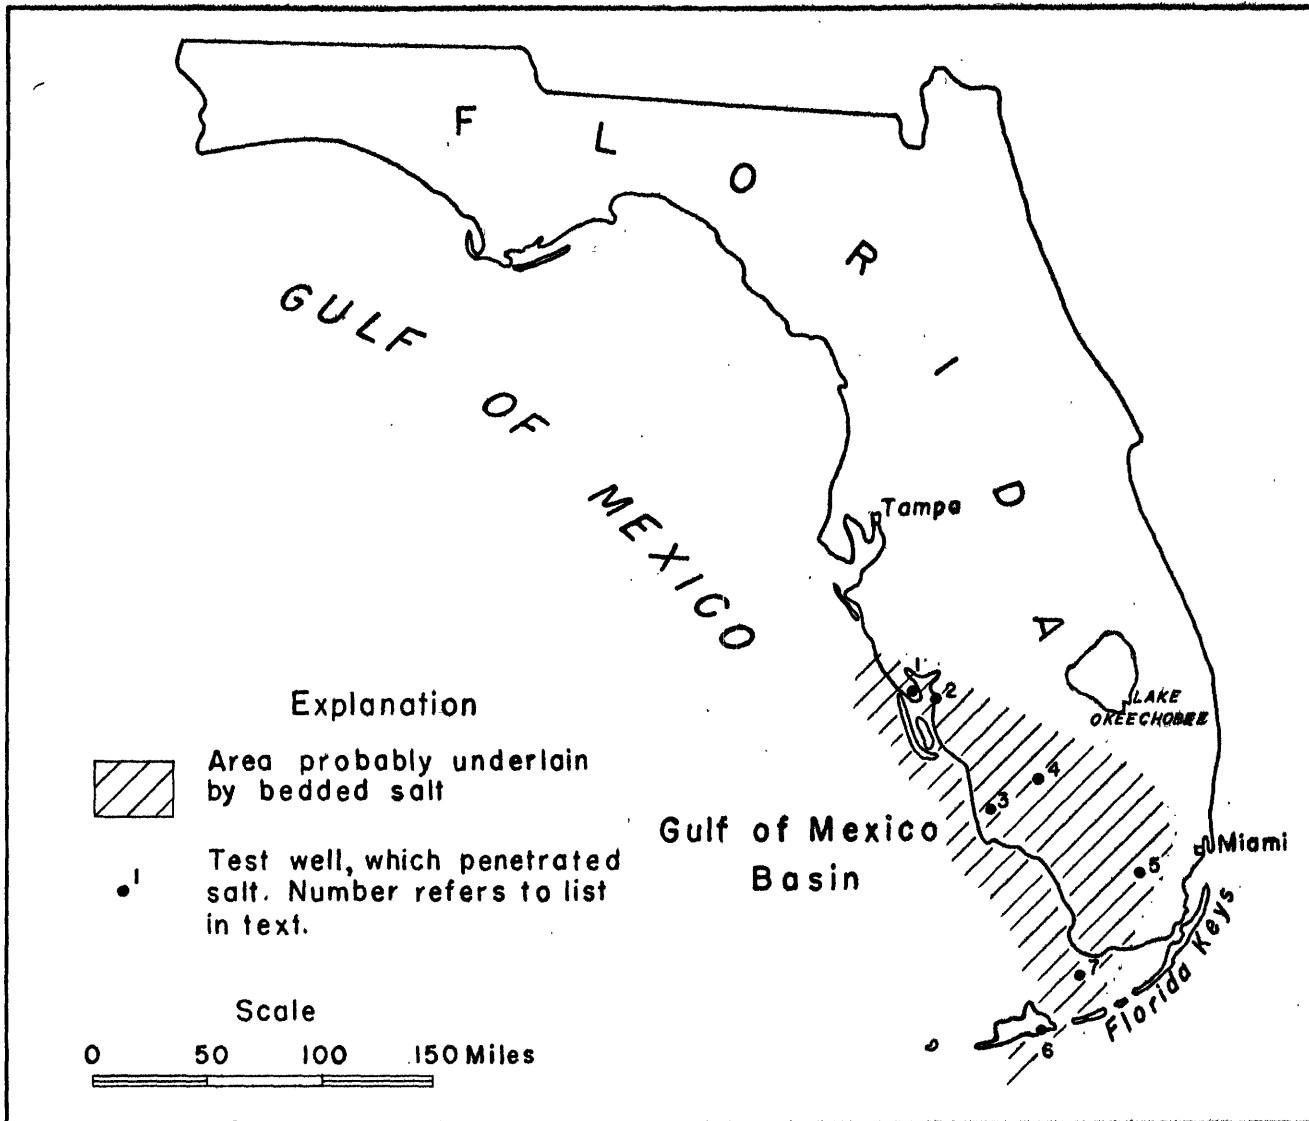 F L O R I D A
GULF OF MEXICO
Tampa
1
2
LAKE
OKEECHOBEE
4
3
Gulf of Mexico
Basin
Miami
5
7
6
Florida Keys
Explanation
Area probably underlain
by bedded salt
1
Test well, which penetrated
salt. Number refers to list
in text.
Scale
0 50 100 150 Miles